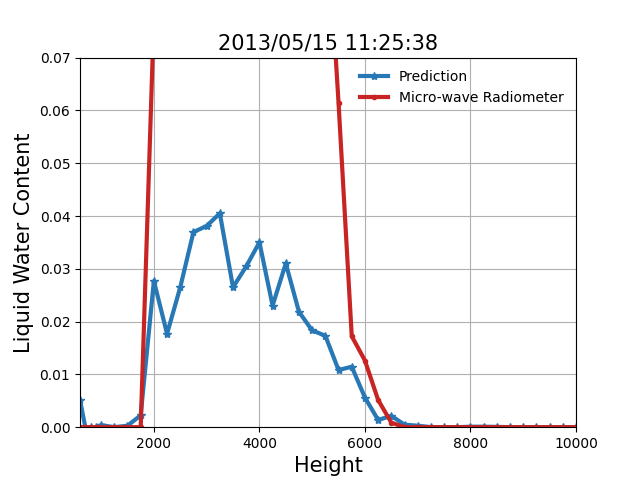 2013/05/15 11:25:38
Prediction
Micro-wave Radiometer
Liquid Water Content
0.07
0.06
0.05
0.04
0.03
0.02
0.01
0.00
2000 4000 6000 8000 10000
Height